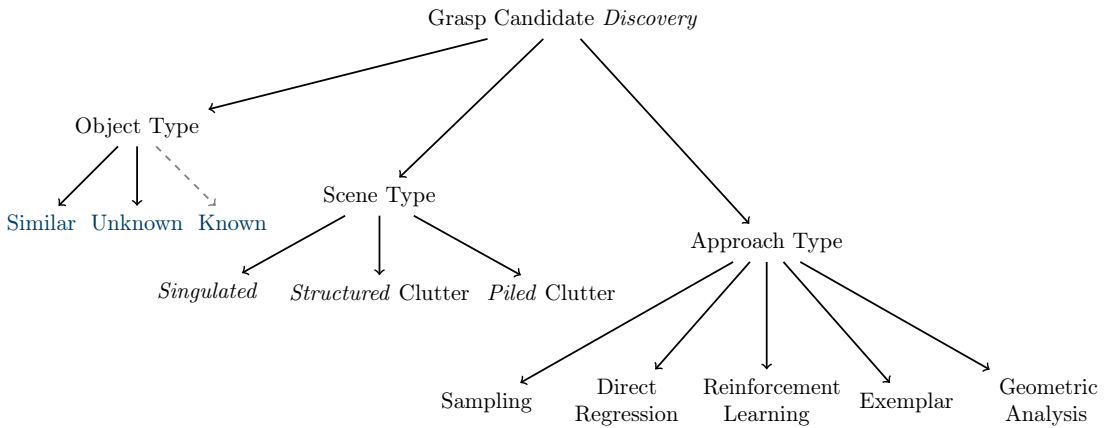 Grasp Candidate Discovery
Object Type
Similar Unknown Known
Scene Type
Singulated Structured Clutter Piled Clutter
Approach Type
Sampling
Direct
Regression
Reinforcement
Learning
Exemplar
Geometric
Analysis